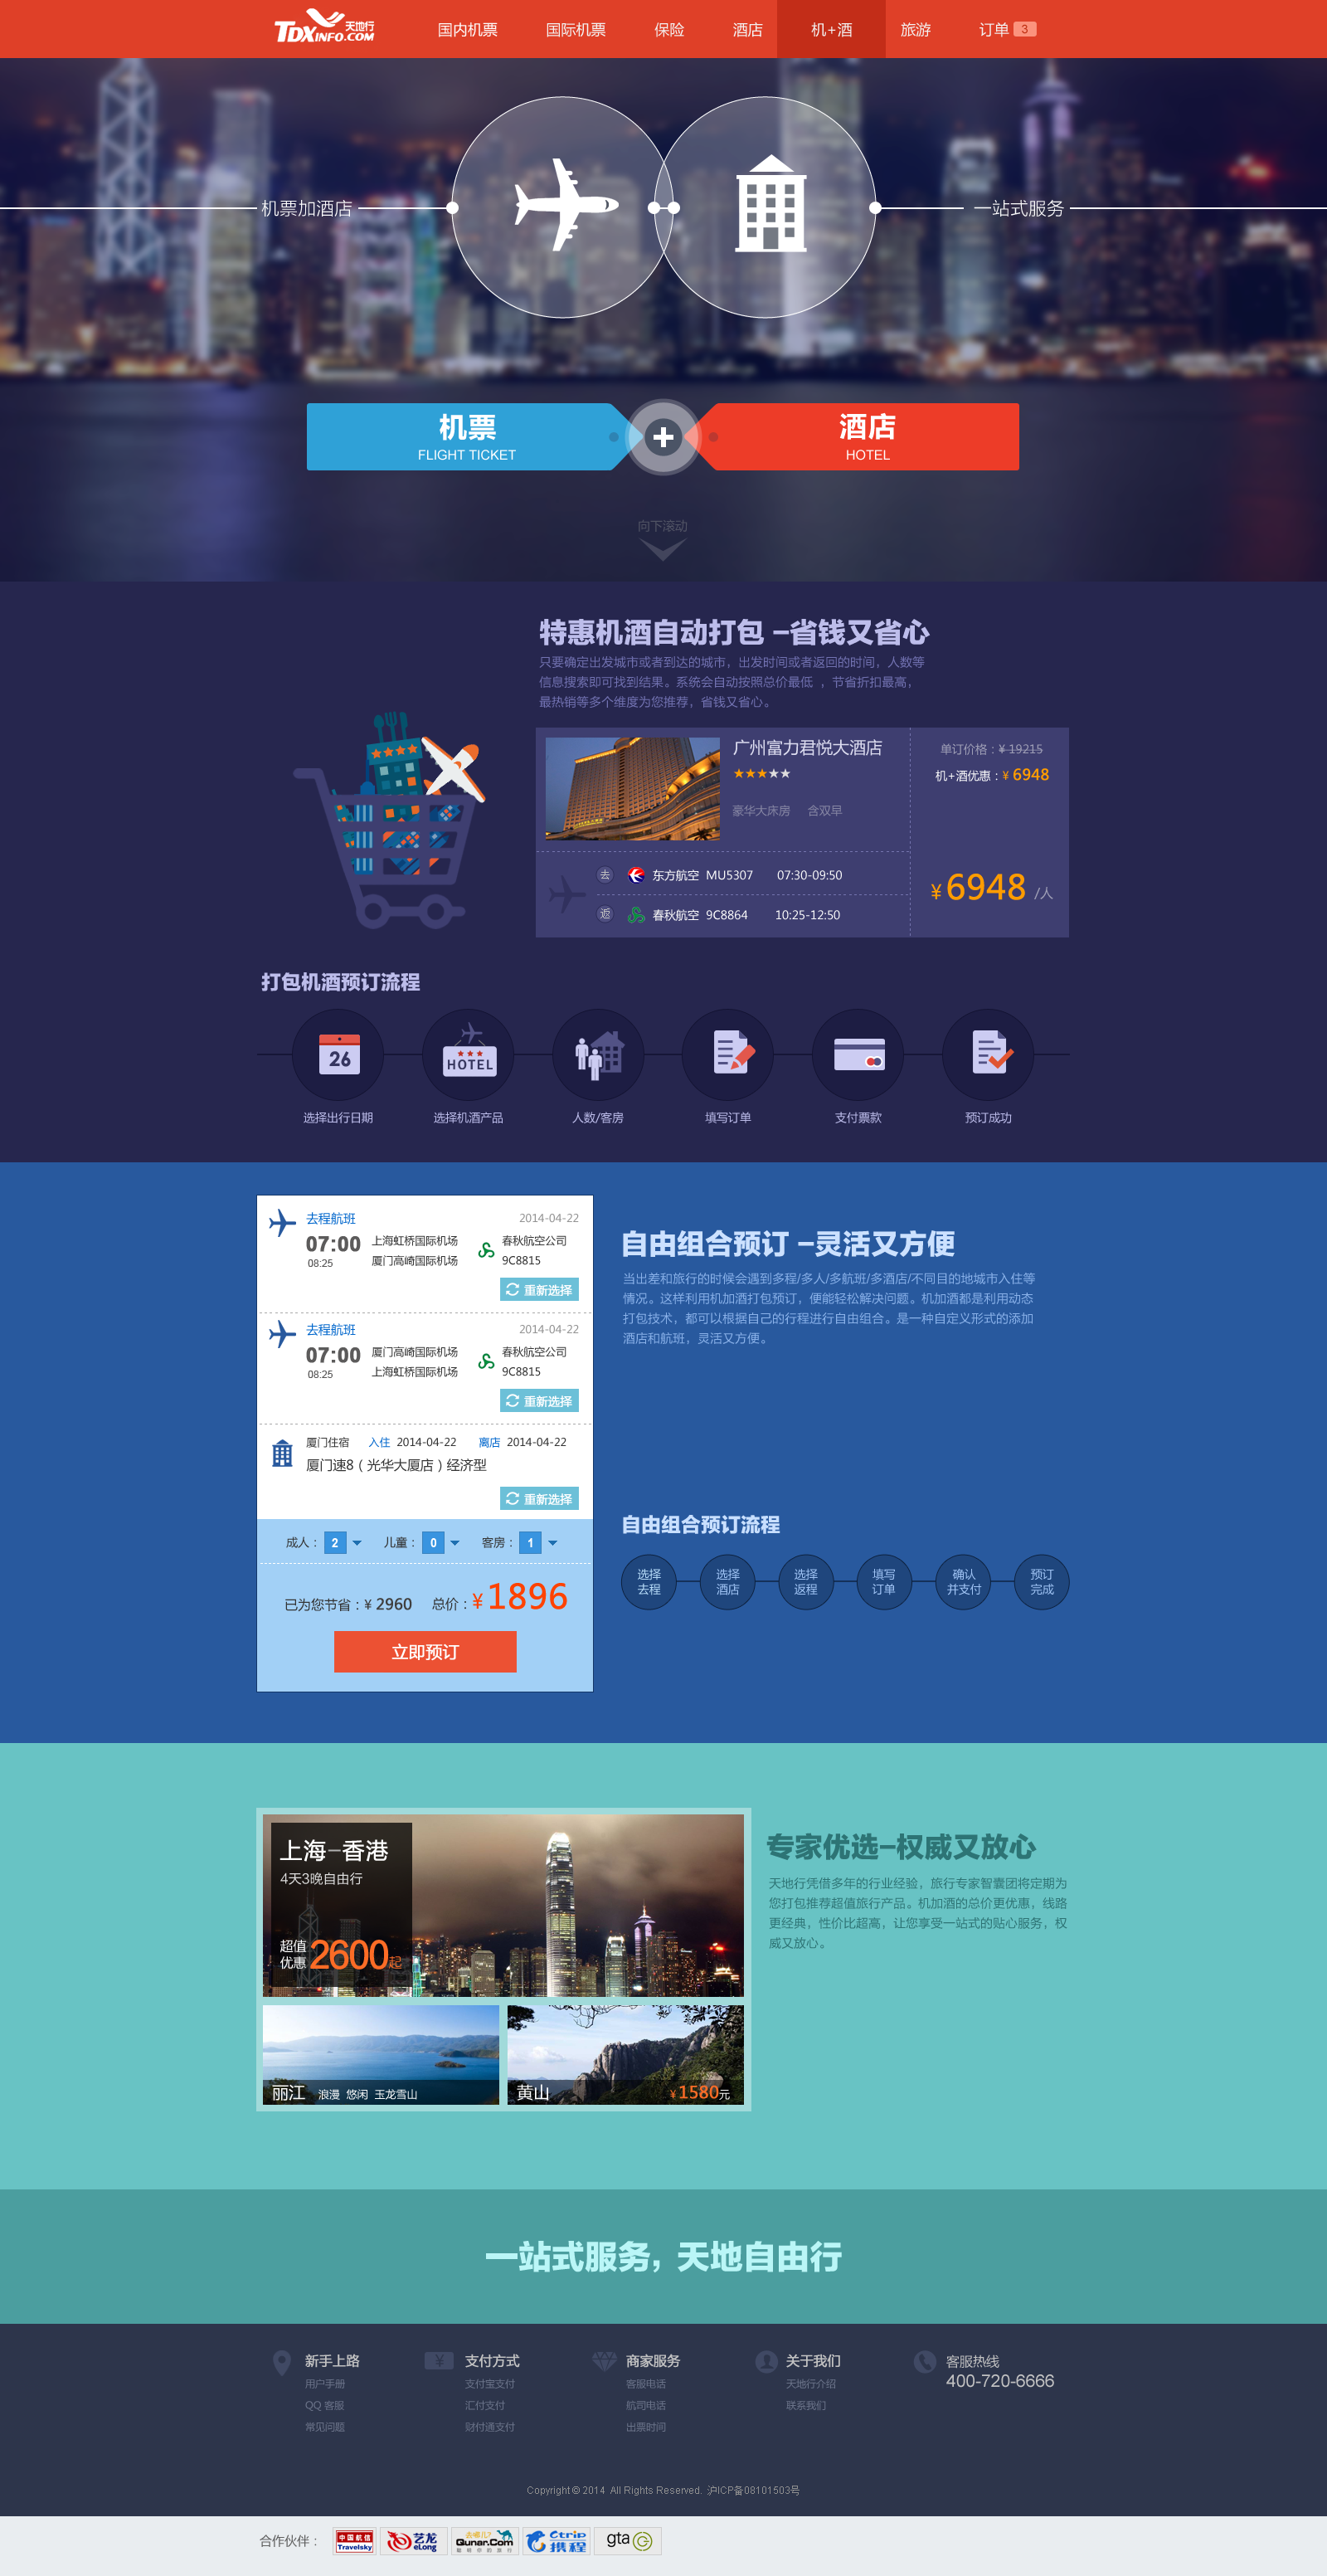 TDXINFO.COM 天地行
国内机票 国际机票 保险 酒店 机+酒 旅游 订单 3
机票加酒店
一站式服务
机票
FLIGHT TICKET
酒店
HOTEL
向下滚动
特惠机酒自动打包 –省钱又省心
只要确定出发城市或者到达的城市，出发时间或者返回的时间，人数等
信息搜索即可找到结果。系统会自动按照总价最低 ，节省折扣最高，
最热销等多个维度为您推荐，省钱又省心。
广州富力君悦大酒店
豪华大床房 含双早
单订价格：¥ 19215
机+酒优惠：¥ 6948
去 东方航空 MU5307 07:30-09:50
返 春秋航空 9C8864 10:25-12:50
¥ 6948 /人
打包机酒预订流程
26
HOTEL
选择出行日期 选择机酒产品 人数/客房 填写订单 支付票款 预订成功
去程航班 2014-04-22
07:00 上海虹桥国际机场 春秋航空公司
08:25 厦门高崎国际机场 9C8815
重新选择
去程航班 2014-04-22
07:00 厦门高崎国际机场 春秋航空公司
08:25 上海虹桥国际机场 9C8815
重新选择
厦门住宿 入住 2014-04-22 离店 2014-04-22
厦门速8（光华大厦店）经济型
重新选择
成人： 2 儿童： 0 客房： 1
已为您节省：¥ 2960 总价：¥ 1896
立即预订
自由组合预订 –灵活又方便
当出差和旅行的时候会遇到多程/多人/多航班/多酒店/不同目的地城市入住等
情况。这样利用机加酒打包预订，便能轻松解决问题。机加酒都是利用动态
打包技术，都可以根据自己的行程进行自由组合。是一种自定义形式的添加
酒店和航班，灵活又方便。
自由组合预订流程
选择 选择 选择 填写 确认 预订
去程 酒店 返程 订单 并支付 完成
上海–香港
4天3晚自由行
超值
优惠 2600起
丽江 浪漫 悠闲 玉龙雪山
黄山 ¥1580元
专家优选–权威又放心
天地行凭借多年的行业经验，旅行专家智囊团将定期为
您打包推荐超值旅行产品。机加酒的总价更优惠，线路
更经典，性价比超高，让您享受一站式的贴心服务，权
威又放心。
一站式服务，天地自由行
新手上路
用户手册
QQ 客服
常见问题
¥ 支付方式
支付宝支付
汇付支付
财付通支付
商家服务
客服电话
航司电话
出票时间
关于我们
天地行介绍
联系我们
客服热线
400-720-6666
Copyright © 2014 All Rights Reserved. 沪ICP备08101503号
合作伙伴： 中国航信 Travelsky 艺龙 eLong 去哪儿? Qunar.Com Ctrip 携程 gta